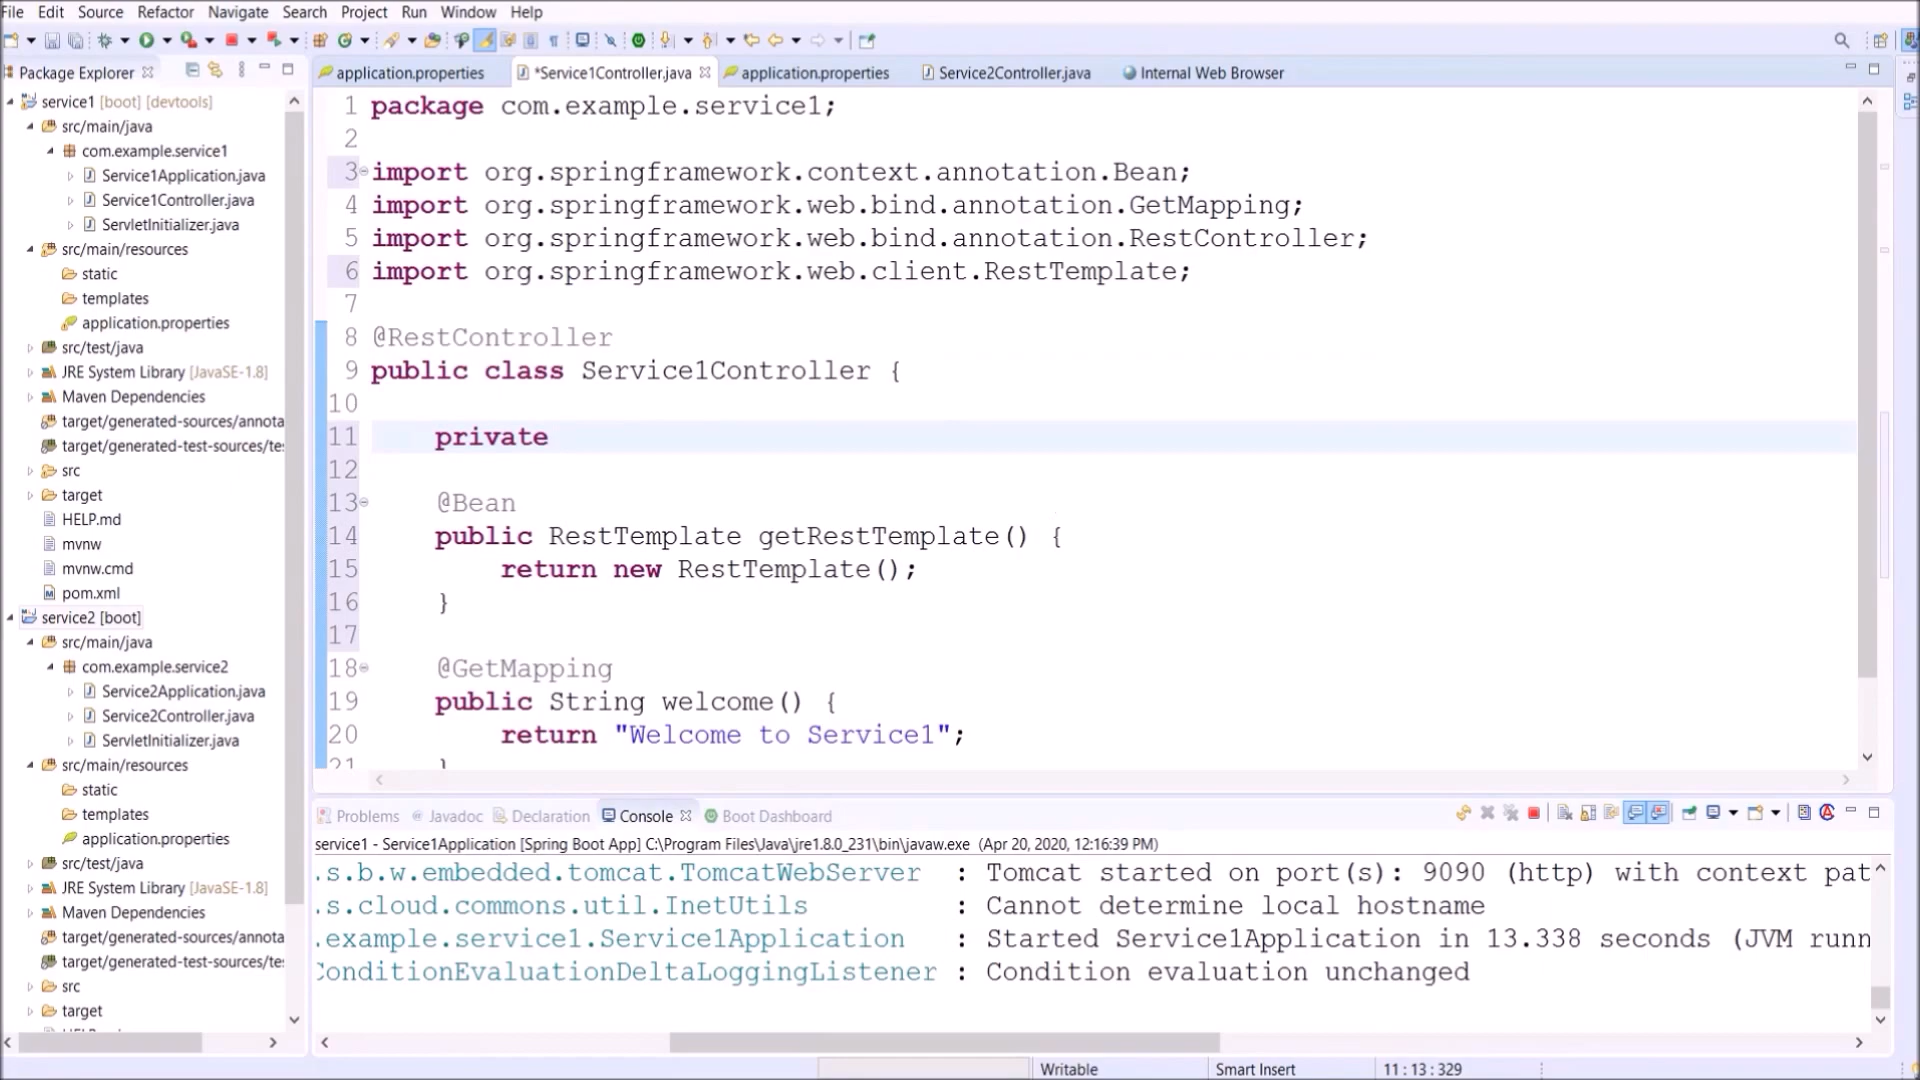 File Edit Source Refactor Navigate Search Project Run Window Help
Package Explorer
application.properties
*Service1Controller.java
application.properties
Service2Controller.java
Internal Web Browser
service1 [boot] [devtools]
src/main/java
com.example.service1
Service1Application.java
Service1Controller.java
ServletInitializer.java
src/main/resources
static
templates
application.properties
src/test/java
JRE System Library [JavaSE-1.8]
Maven Dependencies
target/generated-sources/annota
target/generated-test-sources/te
src
target
HELP.md
mvnw
mvnw.cmd
pom.xml
service2 [boot]
src/main/java
com.example.service2
Service2Application.java
Service2Controller.java
ServletInitializer.java
src/main/resources
static
templates
application.properties
src/test/java
JRE System Library [JavaSE-1.8]
Maven Dependencies
target/generated-sources/annota
target/generated-test-sources/te
src
target
1 package com.example.service1;
2
3 import org.springframework.context.annotation.Bean;
4 import org.springframework.web.bind.annotation.GetMapping;
5 import org.springframework.web.bind.annotation.RestController;
6 import org.springframework.web.client.RestTemplate;
7
8 @RestController
9 public class Service1Controller {
10
11 private
12
13 @Bean
14 public RestTemplate getRestTemplate() {
15 return new RestTemplate();
16 }
17
18 @GetMapping
19 public String welcome() {
20 return "Welcome to Service1";
21 }
Problems @ Javadoc Declaration Console Boot Dashboard
service1 - Service1Application [Spring Boot App] C:\Program Files\Java\jre1.8.0_231\bin\javaw.exe (Apr 20, 2020, 12:16:39 PM)
.s.b.w.embedded.tomcat.TomcatWebServer : Tomcat started on port(s): 9090 (http) with context pat
.s.cloud.commons.util.InetUtils : Cannot determine local hostname
.example.service1.Service1Application : Started Service1Application in 13.338 seconds (JVM runn
ConditionEvaluationDeltaLoggingListener : Condition evaluation unchanged
Writable
Smart Insert
11 : 13 : 329